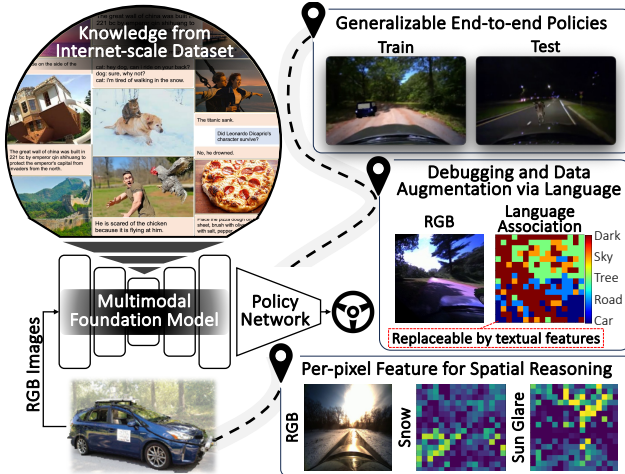 Knowledge from
Internet-scale Dataset
dog: sure, why not?
cat: i'm tired of walking in the snow.
The titanic sank.
Did Leonardo Dicaprio's
character survive?
No, he drowned.
The great wall of china was built in
221 bc by emperor qin shihuang to
protect the emperor's capital from
invaders from the north.
He is scared of the chicken
because it is flying at him.
Multimodal
Foundation Model
Policy
Network
RGB Images
Generalizable End-to-end Policies
Train
Test
Debugging and Data
Augmentation via Language
RGB
Language
Association
Dark
Sky
Tree
Road
Car
Replaceable by textual features
Per-pixel Feature for Spatial Reasoning
RGB
Snow
Sun Glare